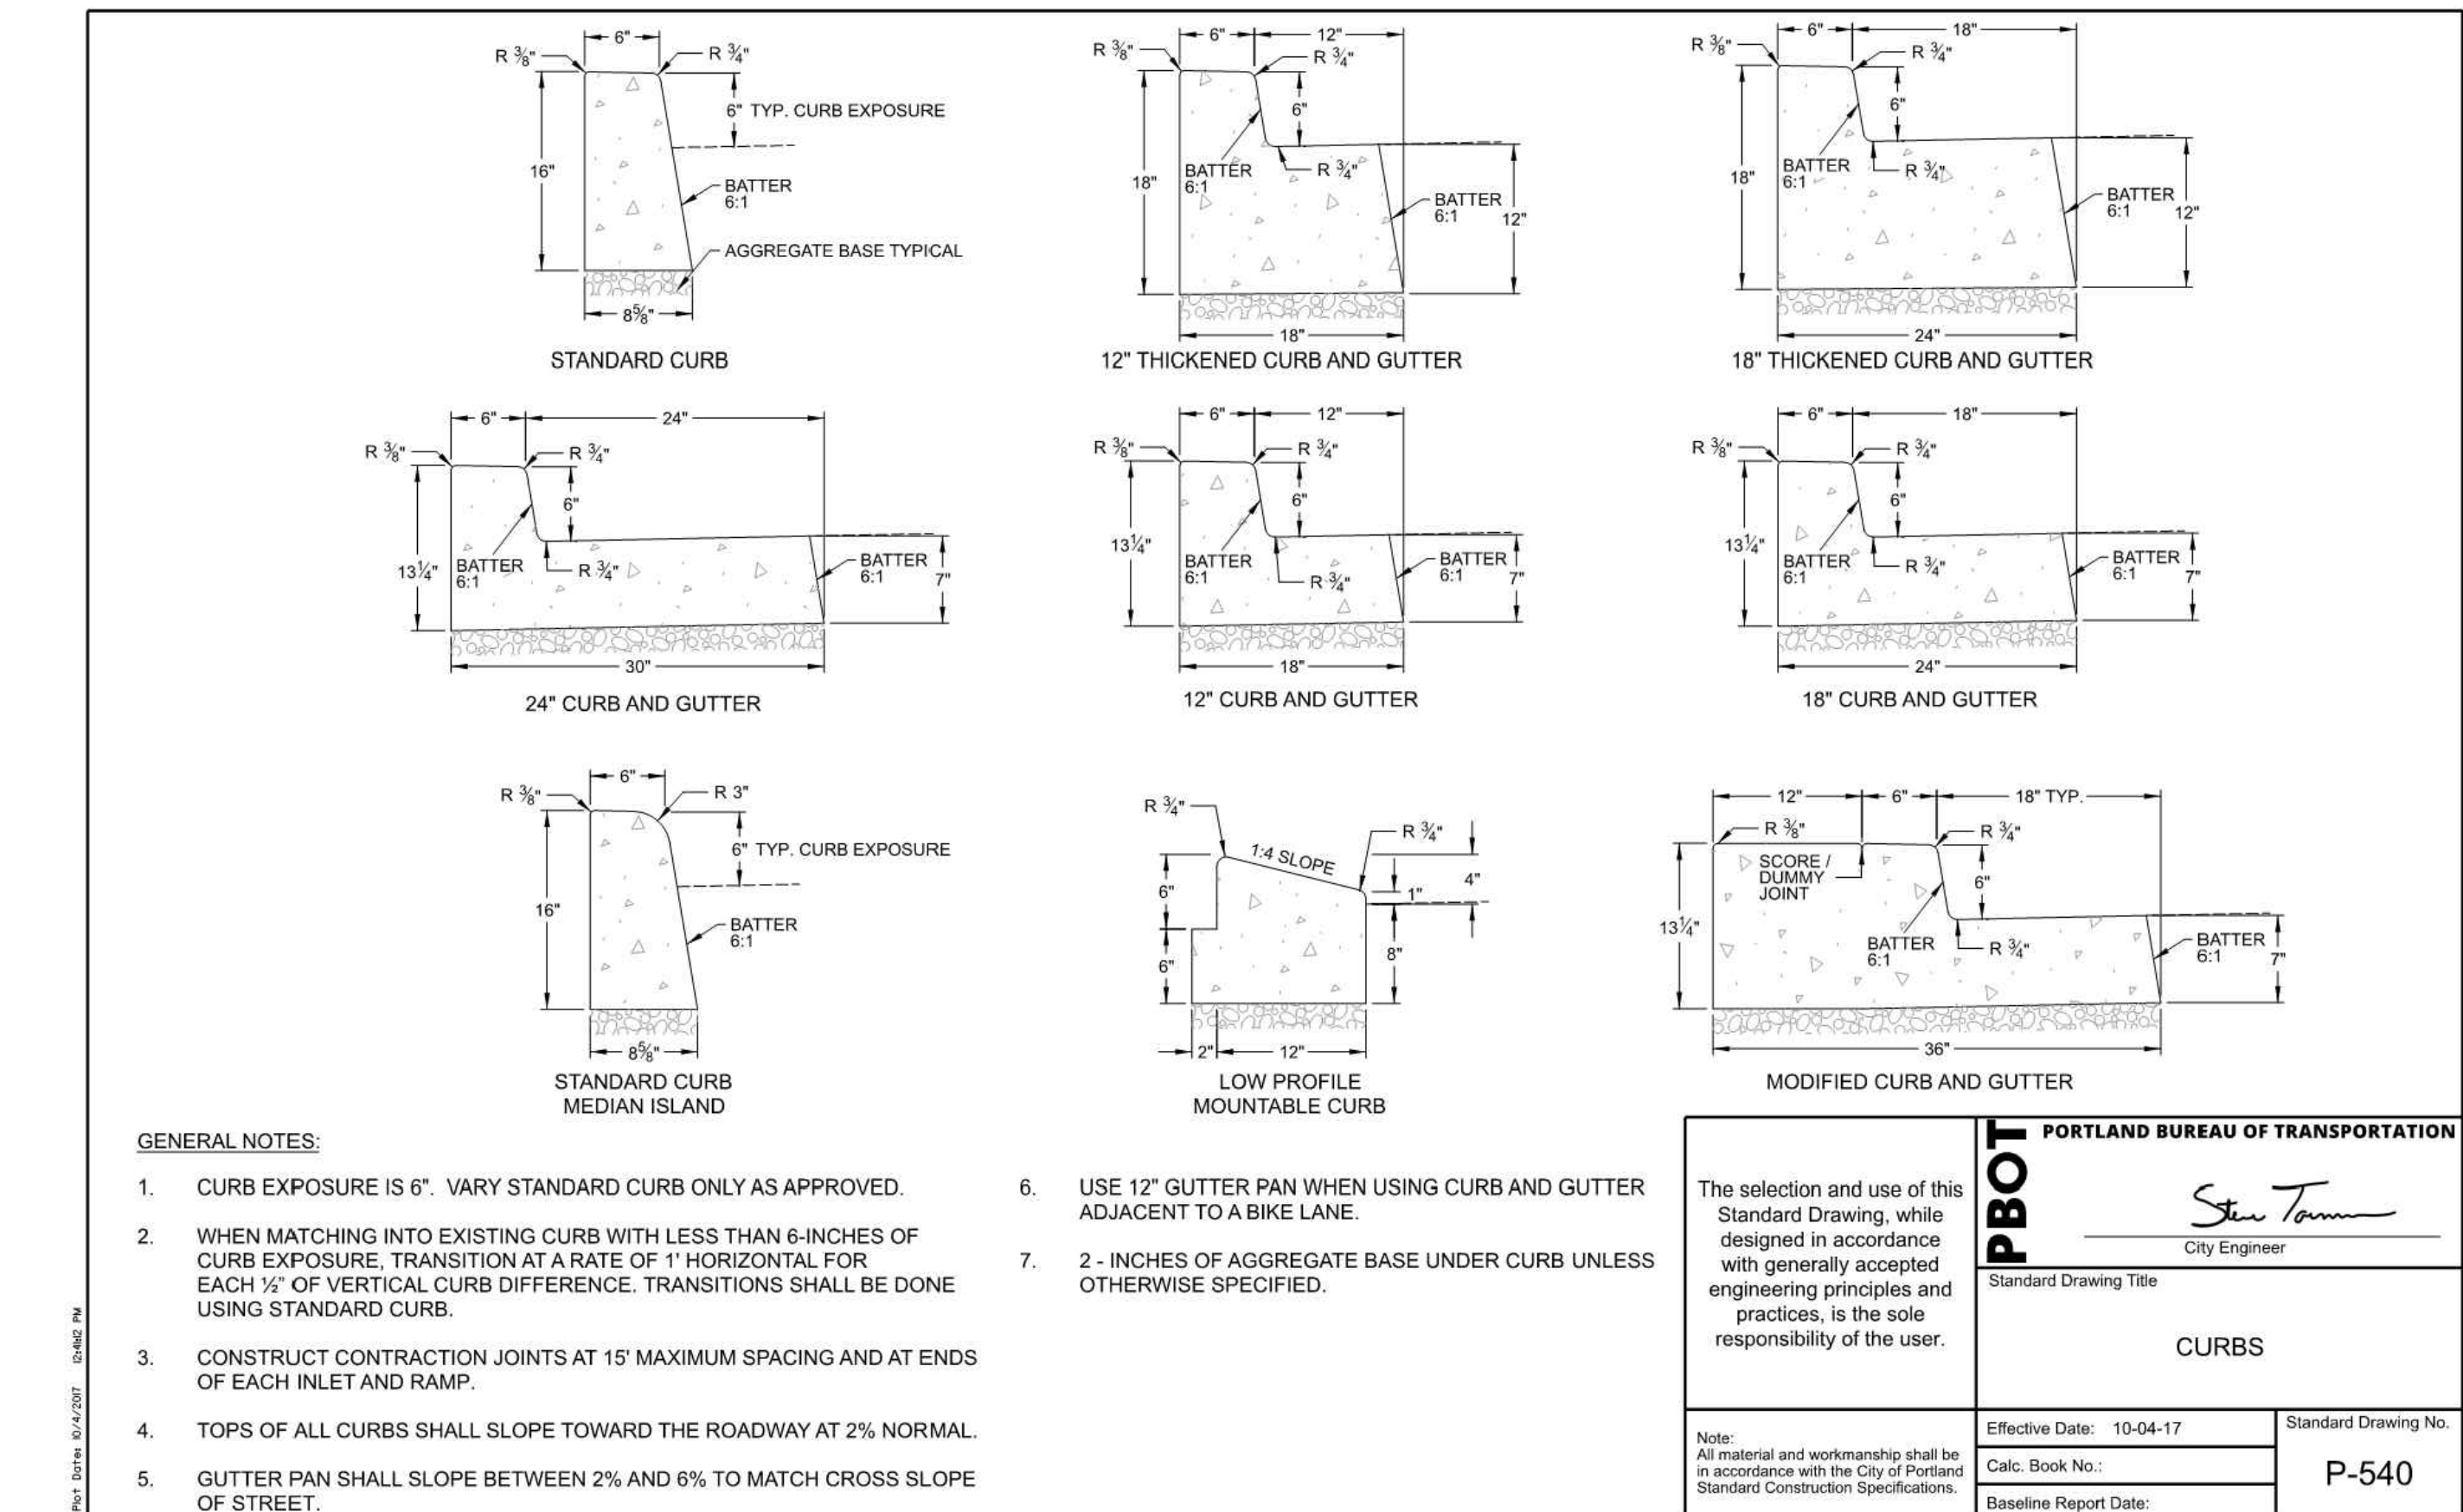 6"
R 3/8"
R 3/4"
6" TYP. CURB EXPOSURE
16"
BATTER
6:1
AGGREGATE BASE TYPICAL
8 5/8"
STANDARD CURB
6"
12"
R 3/8"
R 3/4"
6"
18"
BATTER
6:1
R 3/4"
BATTER
6:1
12"
18"
12" THICKENED CURB AND GUTTER
6"
18"
R 3/8"
R 3/4"
6"
18"
BATTER
6:1
R 3/4"
BATTER
6:1
12"
24"
18" THICKENED CURB AND GUTTER
6"
24"
R 3/8"
R 3/4"
6"
13 1/4"
BATTER
6:1
R 3/4"
BATTER
6:1
7"
30"
24" CURB AND GUTTER
6"
12"
R 3/8"
R 3/4"
6"
13 1/4"
BATTER
6:1
R 3/4"
BATTER
6:1
7"
18"
12" CURB AND GUTTER
6"
18"
R 3/8"
R 3/4"
6"
13 1/4"
BATTER
6:1
R 3/4"
BATTER
6:1
7"
24"
18" CURB AND GUTTER
6"
R 3/8"
R 3"
6" TYP. CURB EXPOSURE
16"
BATTER
6:1
8 5/8"
STANDARD CURB
MEDIAN ISLAND
R 3/4"
R 3/4"
1:4 SLOPE
6"
1"
4"
6"
8"
2"
12"
LOW PROFILE
MOUNTABLE CURB
12"
6"
18" TYP.
R 3/8"
R 3/4"
SCORE /
DUMMY
JOINT
6"
13 1/4"
BATTER
6:1
R 3/4"
BATTER
6:1
7"
36"
MODIFIED CURB AND GUTTER
GENERAL NOTES:
1. CURB EXPOSURE IS 6". VARY STANDARD CURB ONLY AS APPROVED.
2. WHEN MATCHING INTO EXISTING CURB WITH LESS THAN 6-INCHES OF
CURB EXPOSURE, TRANSITION AT A RATE OF 1' HORIZONTAL FOR
EACH ½" OF VERTICAL CURB DIFFERENCE. TRANSITIONS SHALL BE DONE
USING STANDARD CURB.
3. CONSTRUCT CONTRACTION JOINTS AT 15' MAXIMUM SPACING AND AT ENDS
OF EACH INLET AND RAMP.
4. TOPS OF ALL CURBS SHALL SLOPE TOWARD THE ROADWAY AT 2% NORMAL.
5. GUTTER PAN SHALL SLOPE BETWEEN 2% AND 6% TO MATCH CROSS SLOPE
OF STREET.
6. USE 12" GUTTER PAN WHEN USING CURB AND GUTTER
ADJACENT TO A BIKE LANE.
7. 2 - INCHES OF AGGREGATE BASE UNDER CURB UNLESS
OTHERWISE SPECIFIED.
The selection and use of this
Standard Drawing, while
designed in accordance
with generally accepted
engineering principles and
practices, is the sole
responsibility of the user.
Note:
All material and workmanship shall be
in accordance with the City of Portland
Standard Construction Specifications.
PBOT
PORTLAND BUREAU OF TRANSPORTATION
City Engineer
Standard Drawing Title
CURBS
Effective Date: 10-04-17
Calc. Book No.:
Baseline Report Date:
Standard Drawing No.
P-540
Plot Date: 10/4/2017 12:41:12 PM